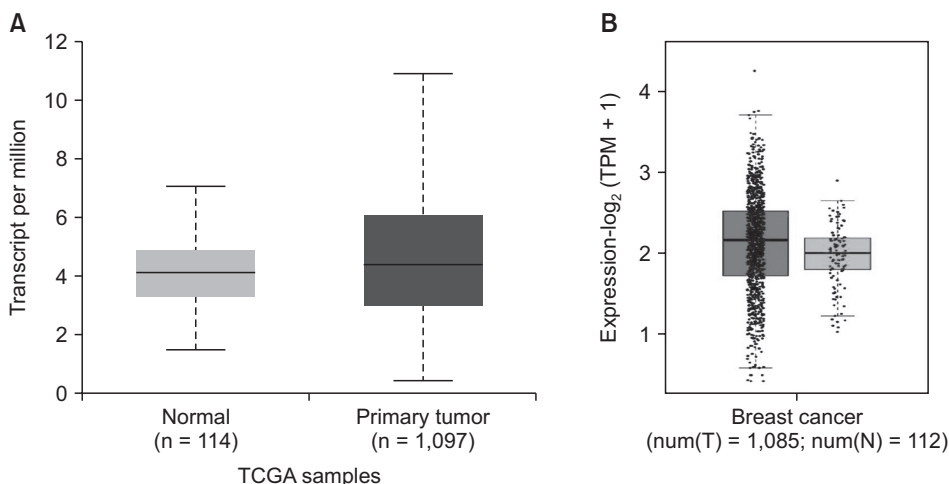 A
Transcript per million
12
10
8
6
4
2
0
Normal
(n = 114)
Primary tumor
(n = 1,097)
TCGA samples
B
Expression-log₂ (TPM + 1)
4
3
2
1
Breast cancer
(num(T) = 1,085; num(N) = 112)